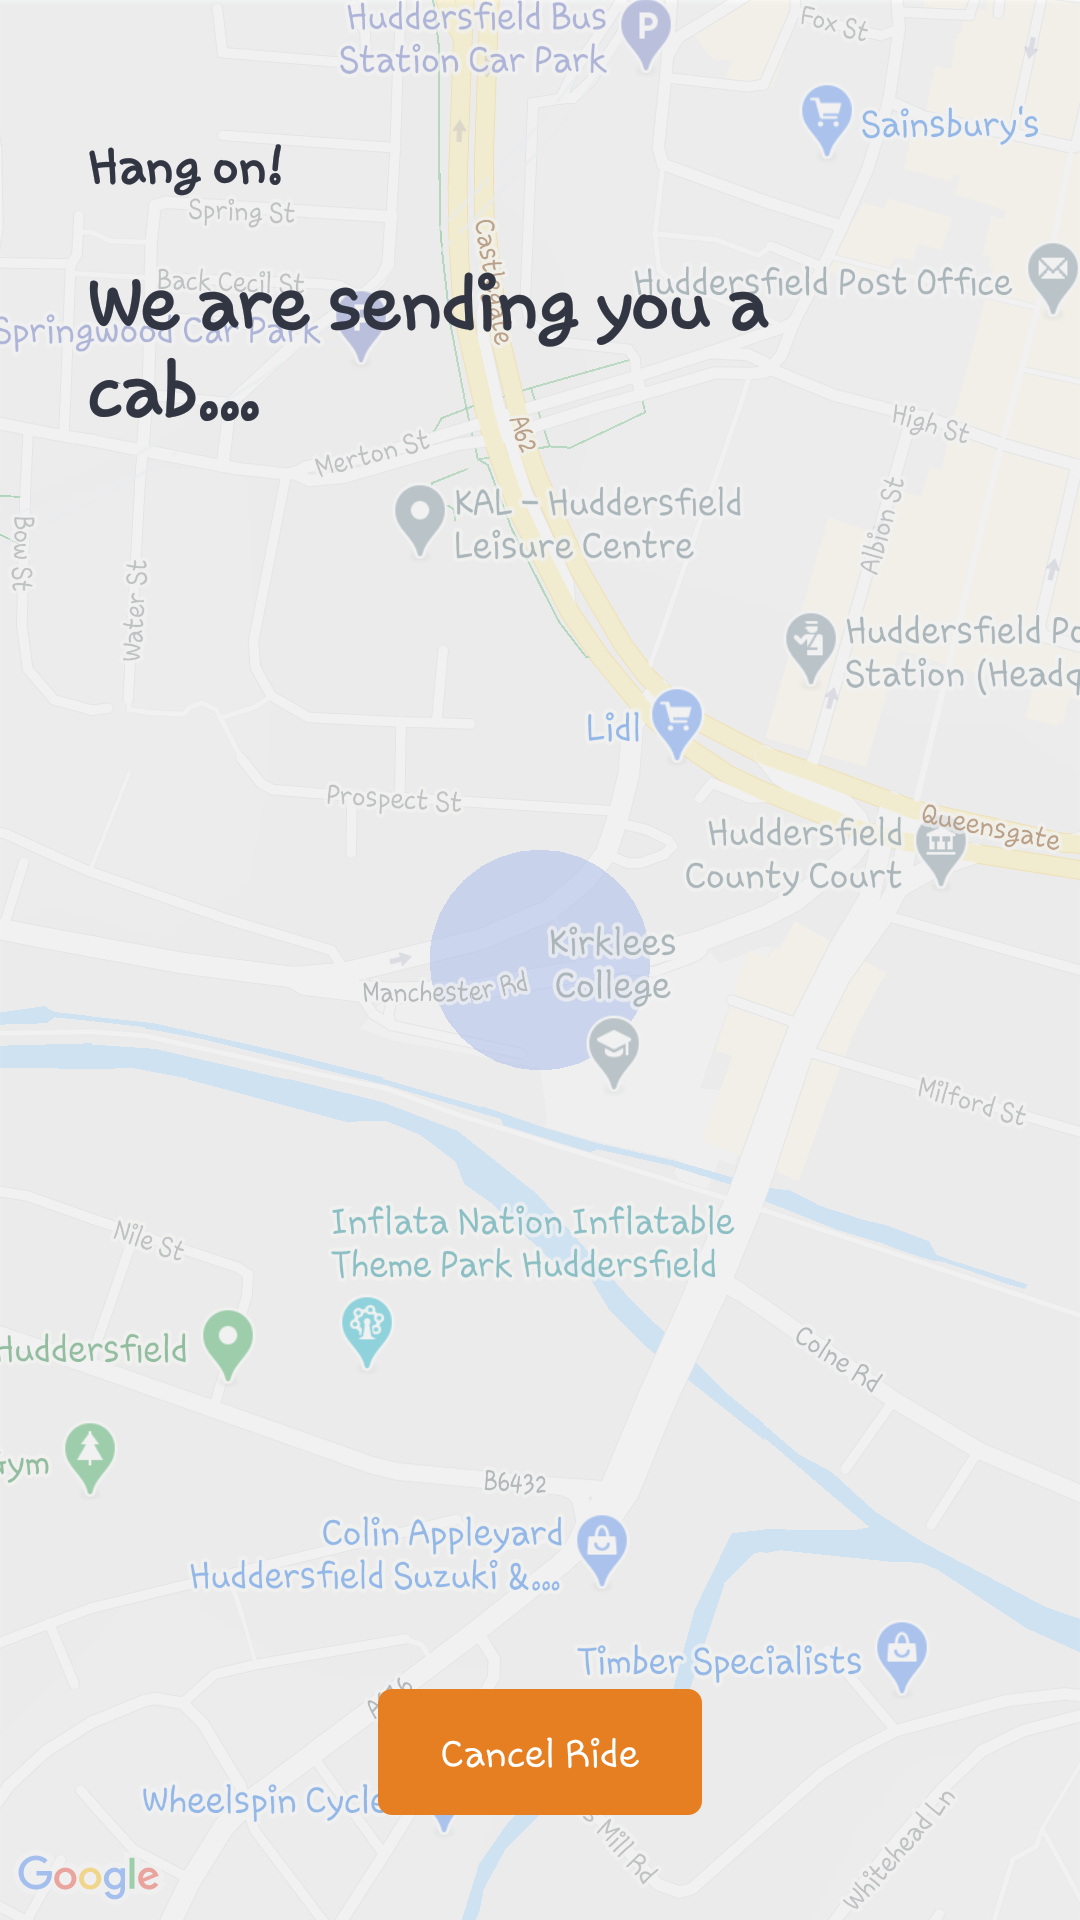 Huddersfield Bus
Station Car Park
Fox St
Sainsbury's
Hang on!
Spring St
Castlegate
Back Cecil St
Huddersfield Post Office
We are sending you a
Springwood Car Park
cab...
A62
High St
Merton St
KAL – Huddersfield
Leisure Centre
Albion St
Bow St
Water St
Huddersfield Po
Station (Headq
Lidl
Prospect St
Queensgate
Huddersfield
County Court
Kirklees
College
Manchester Rd
Milford St
Inflata Nation Inflatable
Theme Park Huddersfield
Nile St
Huddersfield
Colne Rd
Gym
B6432
Colin Appleyard
Huddersfield Suzuki &...
Timber Specialists
Cancel Ride
Wheelspin Cycle
Mill Rd
Whitehead Ln
Google